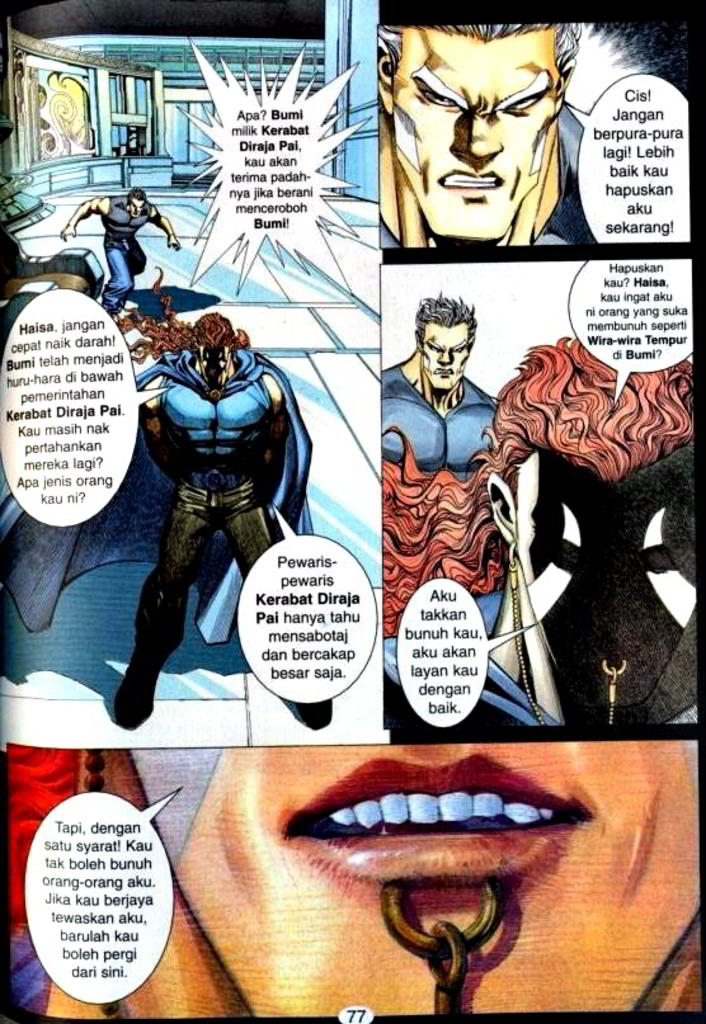 Apa? Bumi
milik Kerabat
Diraja Pai,
kau akan
terima padah-
nya jika berani
menceroboh
Bumi!
Haisa, jangan
cepat naik darah!
Bumi telah menjadi
huru-hara di bawah
pemerintahan
Kerabat Diraja Pai.
Kau masih nak
pertahankan
mereka lagi?
Apa jenis orang
kau ni?
Pewaris-
pewaris
Kerabat Diraja
Pai hanya tahu
mensabotaj
dan bercakap
besar saja.
Cis!
Jangan
berpura-pura
lagi! Lebih
baik kau
hapuskan
aku
sekarang!
Hapuskan
kau? Haisa,
kau ingat aku
ni orang yang suka
membunuh seperti
Wira-wira Tempur
di Bumi?
Aku
takkan
bunuh kau,
aku akan
layan kau
dengan
baik.
Tapi, dengan
satu syarat! Kau
tak boleh bunuh
orang-orang aku.
Jika kau berjaya
tewaskan aku,
barulah kau
boleh pergi
dari sini.
77